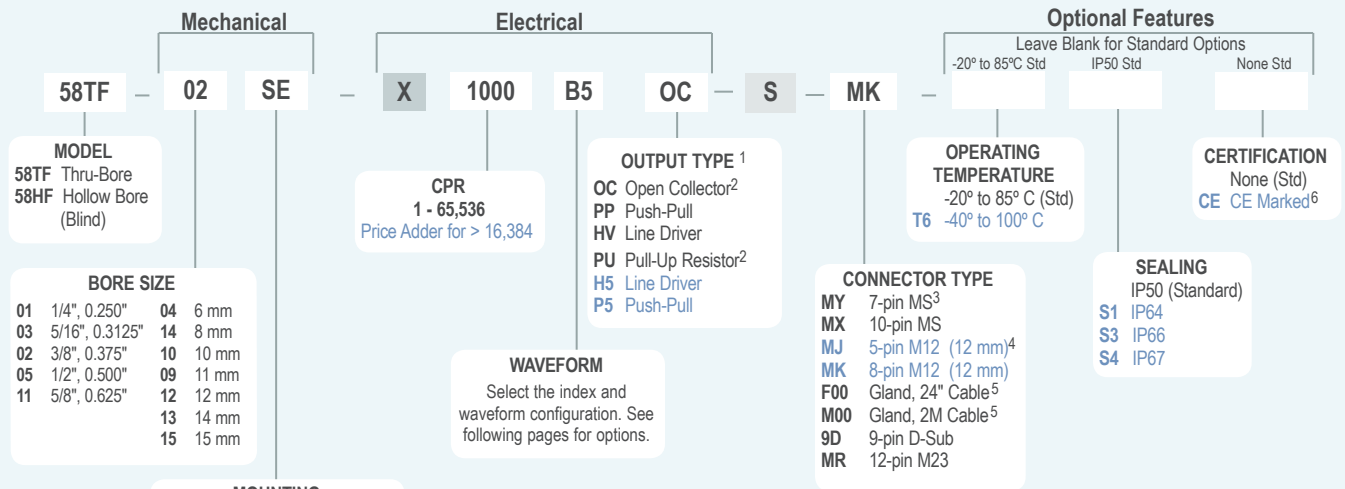 Mechanical
Electrical
Optional Features
Leave Blank for Standard Options
-20º to 85ºC Std IP50 Std None Std
58TF – 02 SE – X 1000 B5 OC – S – MK –
MODEL
58TF Thru-Bore
58HF Hollow Bore
(Blind)
BORE SIZE
01 1/4", 0.250" 04 6 mm
03 5/16", 0.3125" 14 8 mm
02 3/8", 0.375" 10 10 mm
05 1/2", 0.500" 09 11 mm
11 5/8", 0.625" 12 12 mm
13 14 mm
15 15 mm
MOUNTING
CPR
1 - 65,536
Price Adder for > 16,384
WAVEFORM
Select the index and
waveform configuration. See
following pages for options.
OUTPUT TYPE 1
OC Open Collector2
PP Push-Pull
HV Line Driver
PU Pull-Up Resistor2
H5 Line Driver
P5 Push-Pull
CONNECTOR TYPE
MY 7-pin MS3
MX 10-pin MS
MJ 5-pin M12 (12 mm)4
MK 8-pin M12 (12 mm)
F00 Gland, 24" Cable5
M00 Gland, 2M Cable5
9D 9-pin D-Sub
MR 12-pin M23
OPERATING
TEMPERATURE
-20º to 85º C (Std)
T6 -40º to 100º C
SEALING
IP50 (Standard)
S1 IP64
S3 IP66
S4 IP67
CERTIFICATION
None (Std)
CE CE Marked6